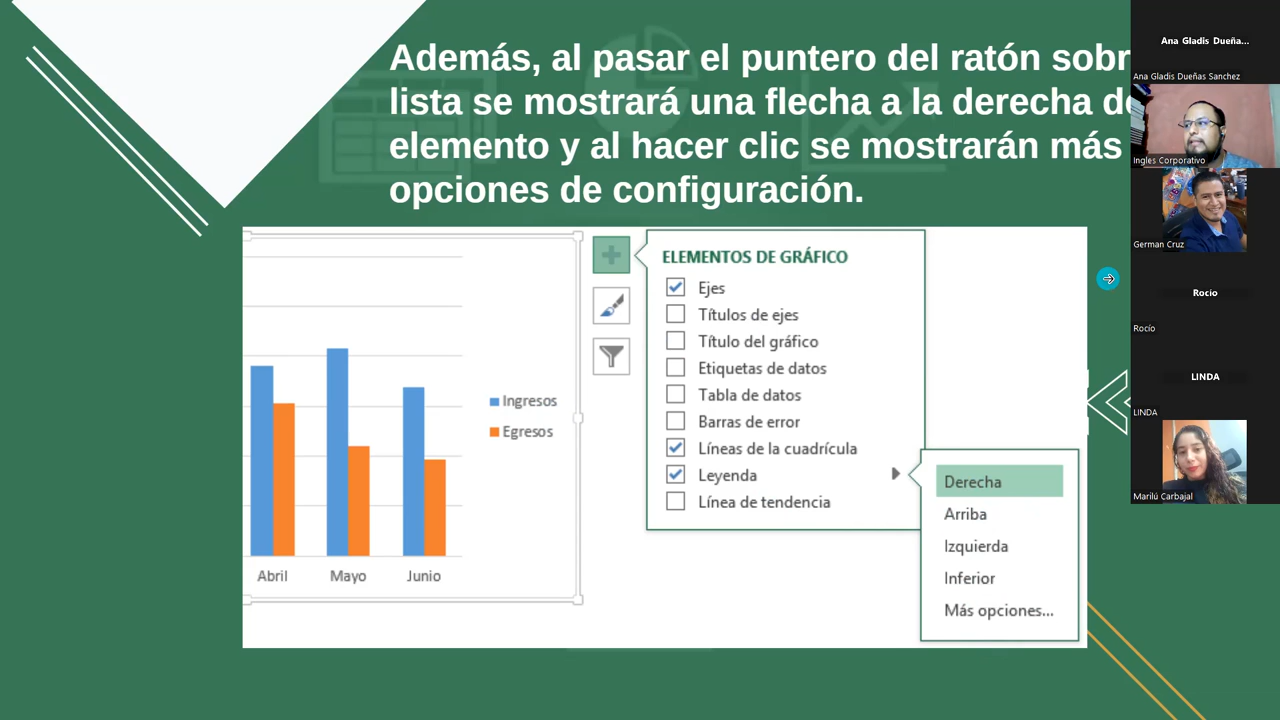 Además, al pasar el puntero del ratón sobr
lista se mostrará una flecha a la derecha de
elemento y al hacer clic se mostrarán más
opciones de configuración.
ELEMENTOS DE GRÁFICO
Ejes
Títulos de ejes
Título del gráfico
Etiquetas de datos
Tabla de datos
Barras de error
Líneas de la cuadrícula
Leyenda
Línea de tendencia
Derecha
Arriba
Izquierda
Inferior
Más opciones...
Ingresos
Egresos
Abril Mayo Junio
Ana Gladis Dueña...
Ana Gladis Dueñas Sanchez
Ingles Corporativo
German Cruz
Rocío
Rocío
LINDA
LINDA
Marilú Carbajal